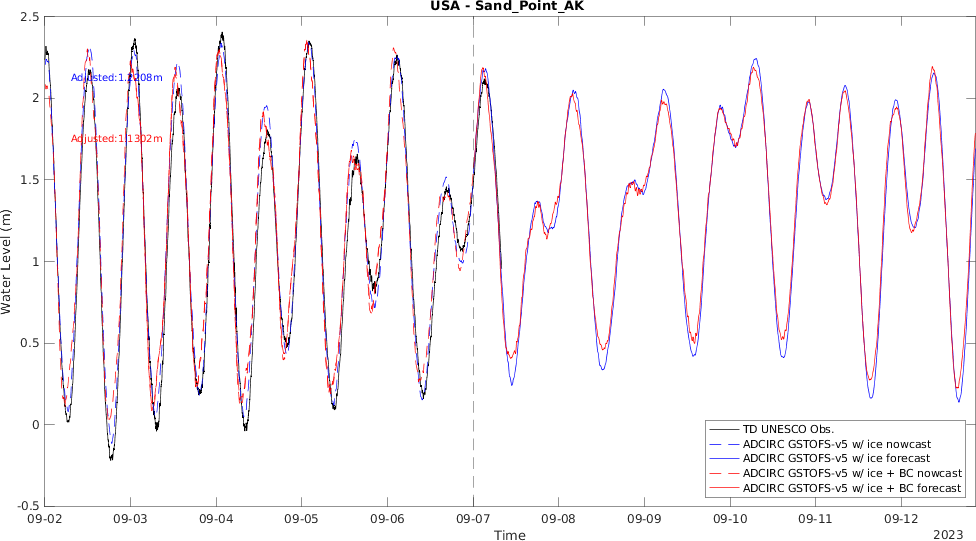 USA - Sand_Point_AK
2.5
2
1.5
1
0.5
0
-0.5
Water Level (m)
Adjusted:1.2208m
Adjusted:1.1302m
TD UNESCO Obs.
ADCIRC GSTOFS-v5 w/ ice nowcast
ADCIRC GSTOFS-v5 w/ ice forecast
ADCIRC GSTOFS-v5 w/ ice + BC nowcast
ADCIRC GSTOFS-v5 w/ ice + BC forecast
09-02 09-03 09-04 09-05 09-06 09-07 09-08 09-09 09-10 09-11 09-12
Time
2023